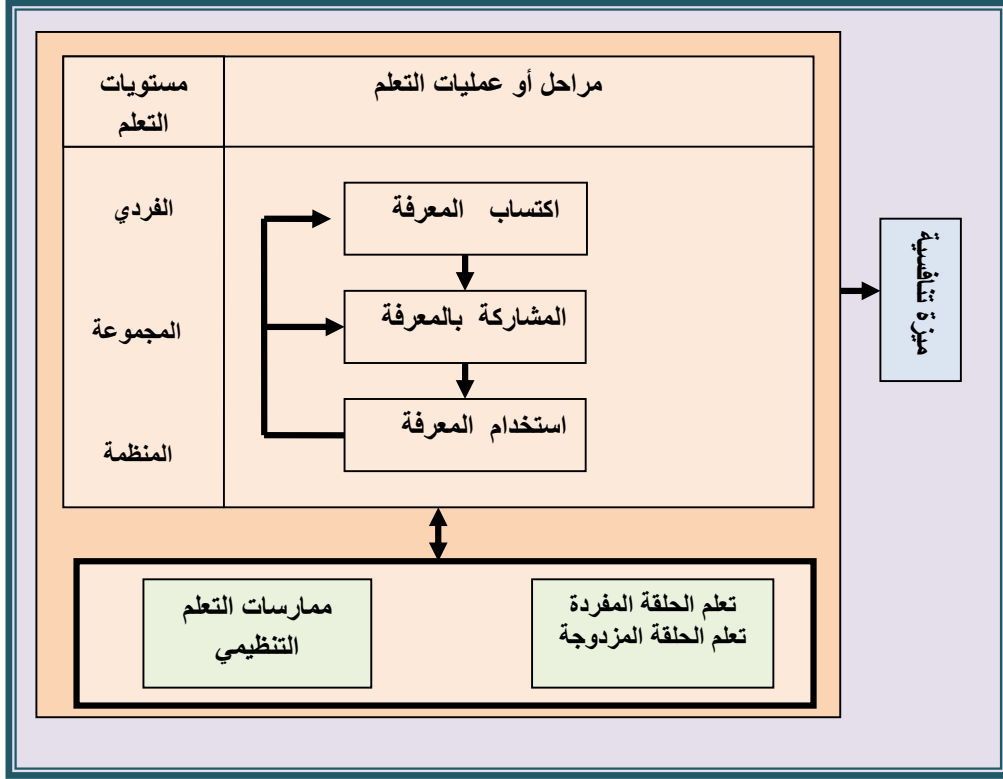 مستويات
التعلم
مراحل أو عمليات التعلم
الفردي
اكتساب المعرفة
المجموعة
المشاركة بالمعرفة
المنظمة
استخدام المعرفة
ميزة تنافسية
ممارسات التعلم
التنظيمي
تعلم الحلقة المفردة
تعلم الحلقة المزدوجة